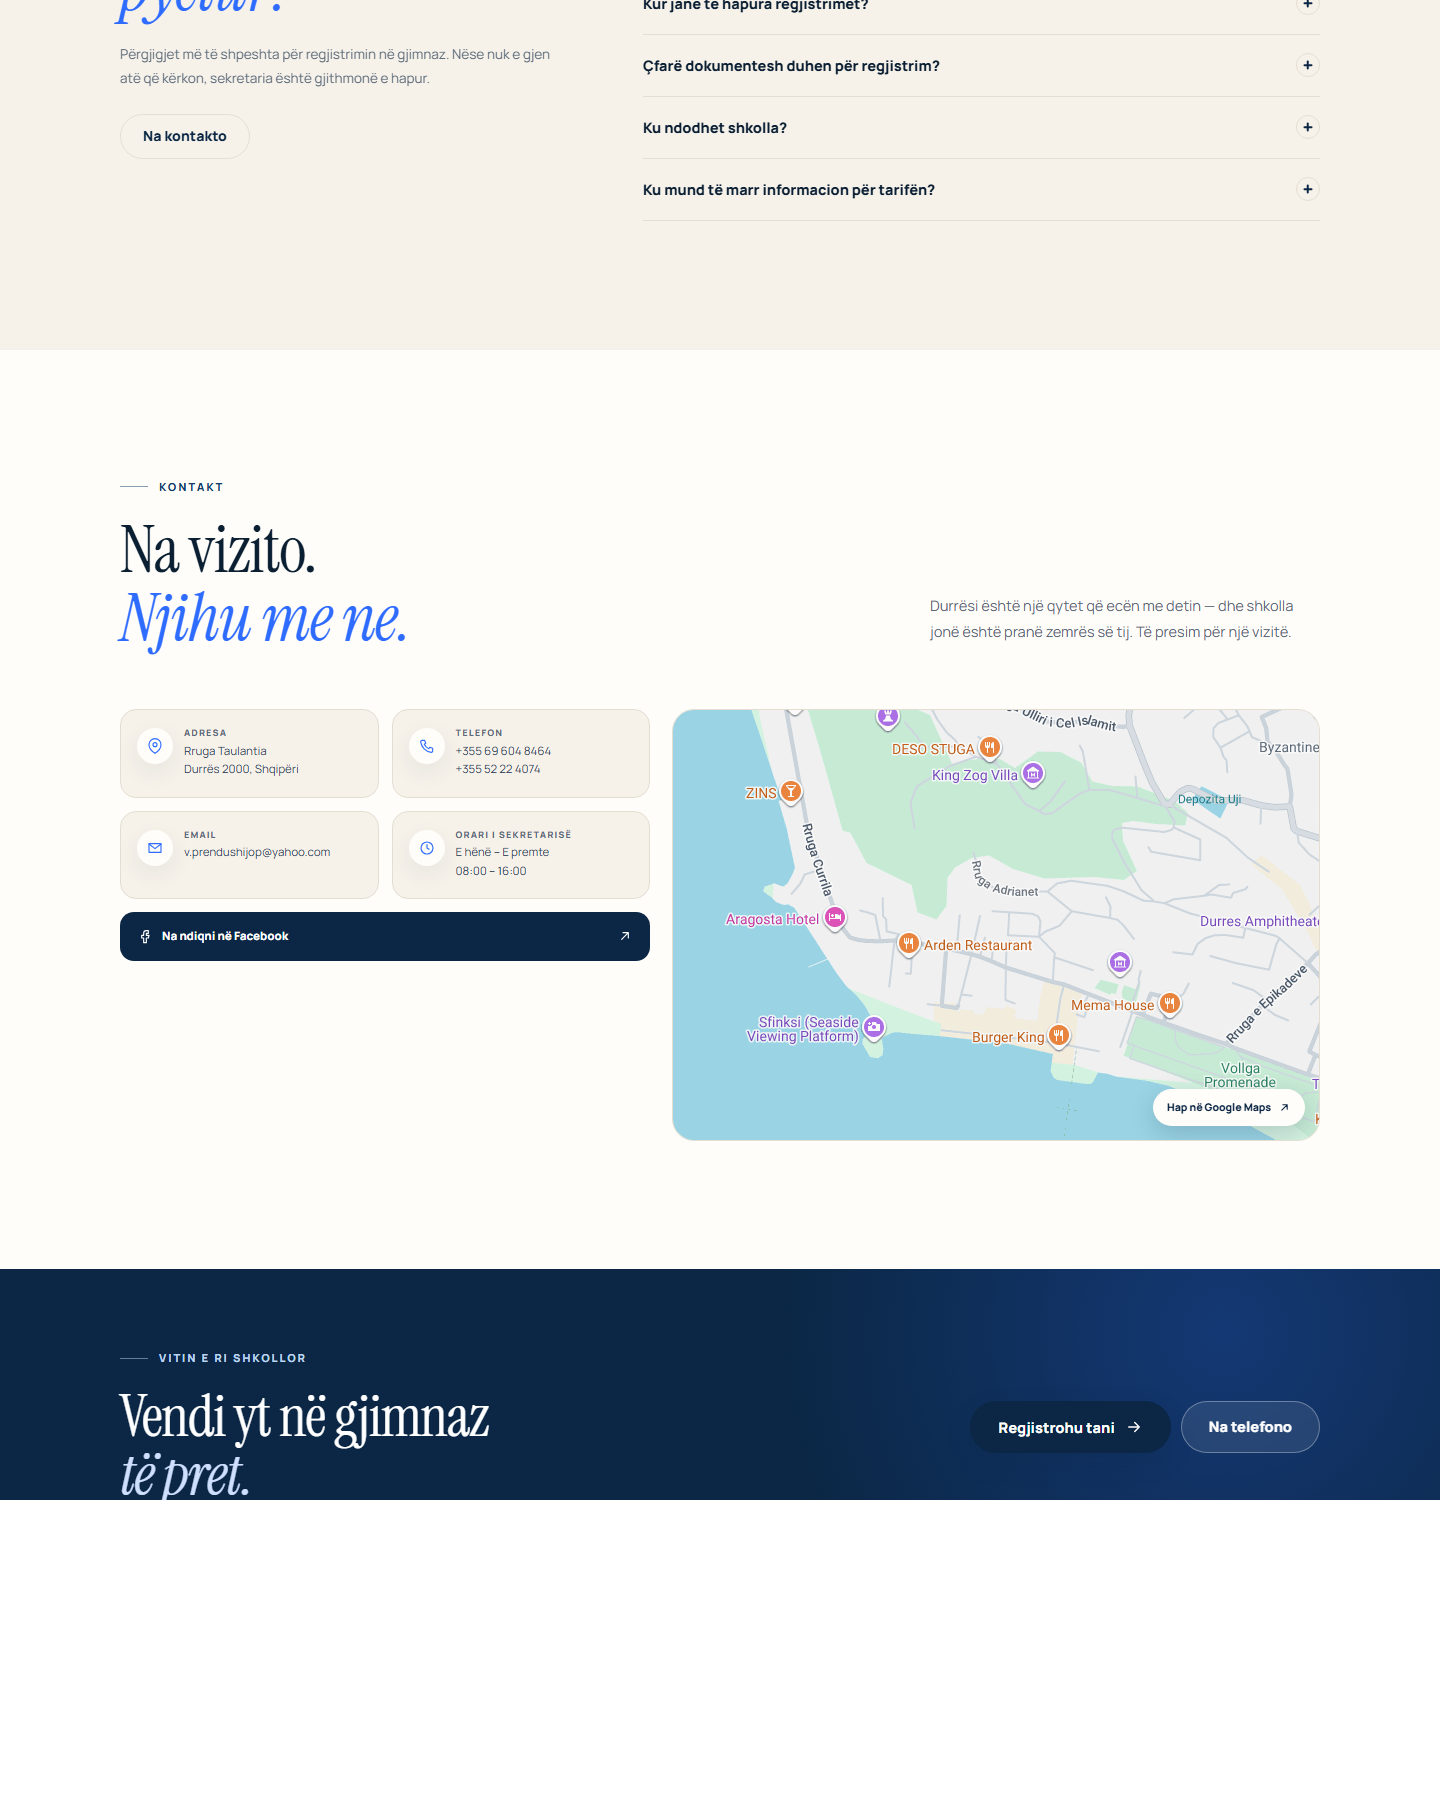 pyetur.
Përgjigjet më të shpeshta për regjistrimin në gjimnaz. Nëse nuk e gjen
atë që kërkon, sekretaria është gjithmonë e hapur.
Na kontakto
Kur janë të hapura regjistrimet?
Çfarë dokumentesh duhen për regjistrim?
Ku ndodhet shkolla?
Ku mund të marr informacion për tarifën?
KONTAKT
Na vizito.
Njihu me ne.
Durrësi është një qytet që ecën me detin — dhe shkolla
jonë është pranë zemrës së tij. Të presim për një vizitë.
ADRESA
Rruga Taulantia
Durrës 2000, Shqipëri
TELEFON
+355 69 604 8464
+355 52 22 4074
EMAIL
v.prendushijop@yahoo.com
ORARI I SEKRETARISË
E hënë – E premte
08:00 – 16:00
Na ndiqni në Facebook
Ulliri i Cel Islamit
DESO STUGA
King Zog Villa
Byzantine
ZINS
Depozita Uji
Rruga Currila
Rruga Adrianet
Aragosta Hotel
Durres Amphitheat
Arden Restaurant
Mema House
Rruga e Epikadeve
Sfinksi (Seaside
Viewing Platform)
Burger King
Vollga
Promenade
T
Hap në Google Maps
VITIN E RI SHKOLLOR
Vendi yt në gjimnaz
të pret.
Regjistrohu tani
Na telefono